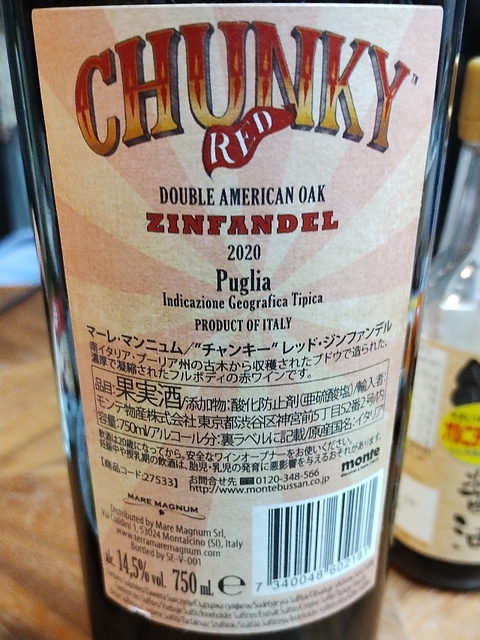 CHUNKY™
RED
DOUBLE AMERICAN OAK
ZINFANDEL
2020
Puglia
Indicazione Geografica Tipica
PRODUCT OF ITALY
マーレ・マンニュム/"チャンキー" レッド・ジンファンデル
南イタリア・プーリア州の古木から収穫されたブドウで造られた、
濃厚で凝縮されたフルボディの赤ワインです。
品目:果実酒/添加物:酸化防止剤(亜硫酸塩)/輸入者:
モンテ物産株式会社 東京都渋谷区神宮前5丁目52番2号
容量:750ml/アルコール分:裏ラベルに記載/原産国名:イタリア
飲酒は20歳になってから。安全なワインオープナーをお使いください。
妊娠中や授乳期の飲酒は、胎児・乳児の発育に悪影響を与えるおそれがあります。
【商品コード:27533】 お問合せ先 0120-348-566
http://www.montebussan.co.jp
monte
MARE MAGNUM
Distributed by Mare Magnum Srl,
Via Gildini 1, 53024 Montalcino (SI), Italy
www.terramaremagnum.com
Bottled by SE-V-001
alc. 14,5% vol. 750 ml e
7 340048 602187